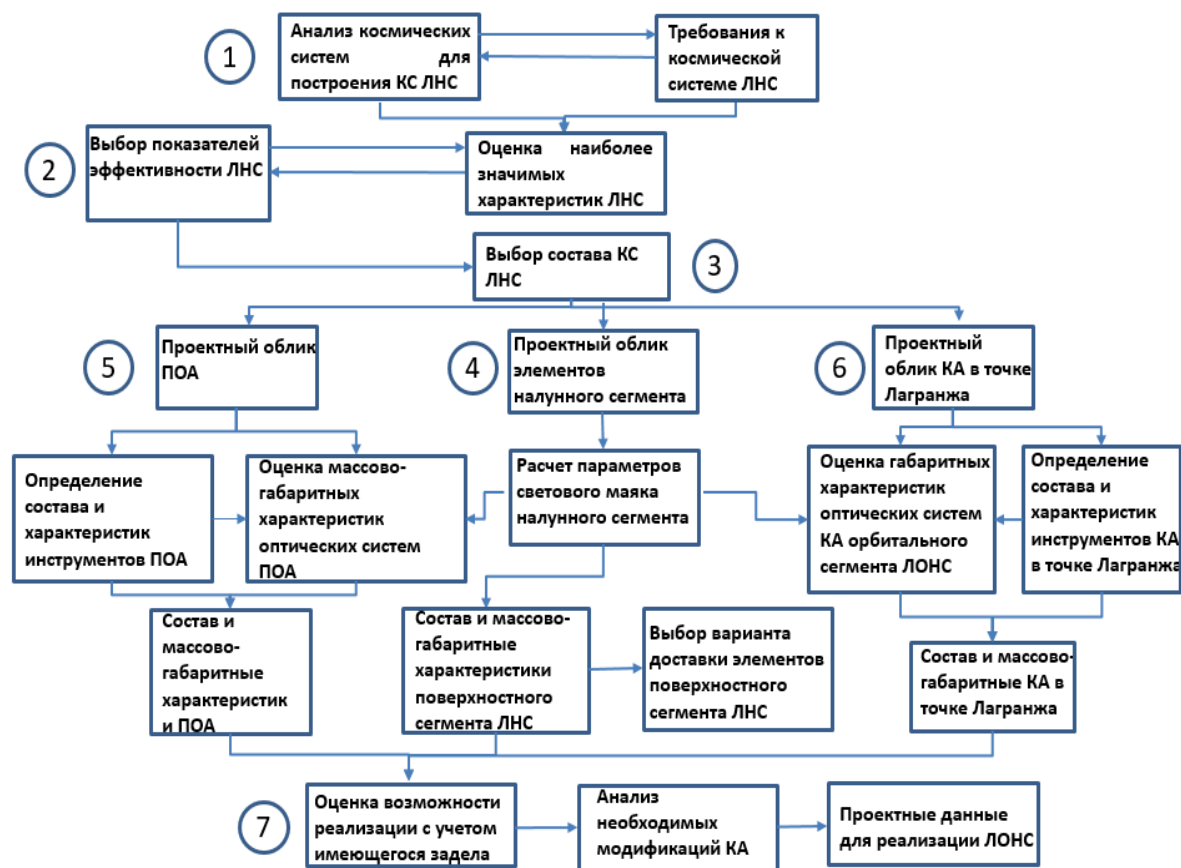 1
Анализ космических
систем для
построения КС ЛНС
Требования к
космической
системе ЛНС
2
Выбор показателей
эффективности ЛНС
Оценка наиболее
значимых
характеристик ЛНС
Выбор состава КС
ЛНС
3
5
Проектный облик
ПОА
4
Проектный облик
элементов
налунного сегмента
6
Проектный
облик КА в точке
Лагранжа
Определение
состава и
характеристик
инструментов ПОА
Оценка массово-
габаритных
характеристик
оптических систем
ПОА
Расчет параметров
светового маяка
налунного сегмента
Оценка габаритных
характеристик
оптических систем
КА орбитального
сегмента ЛОНС
Определение
состава и
характеристик
инструментов КА
в точке Лагранжа
Состав и
массово-
габаритные
характеристик
и ПОА
Состав и массово-
габаритные
характеристики
поверхностного
сегмента ЛНС
Выбор варианта
доставки элементов
поверхностного
сегмента ЛНС
Состав и массово-
габаритные КА в
точке Лагранжа
7
Оценка возможности
реализации с учетом
имеющегося задела
Анализ
необходимых
модификаций КА
Проектные данные
для реализации ЛОНС